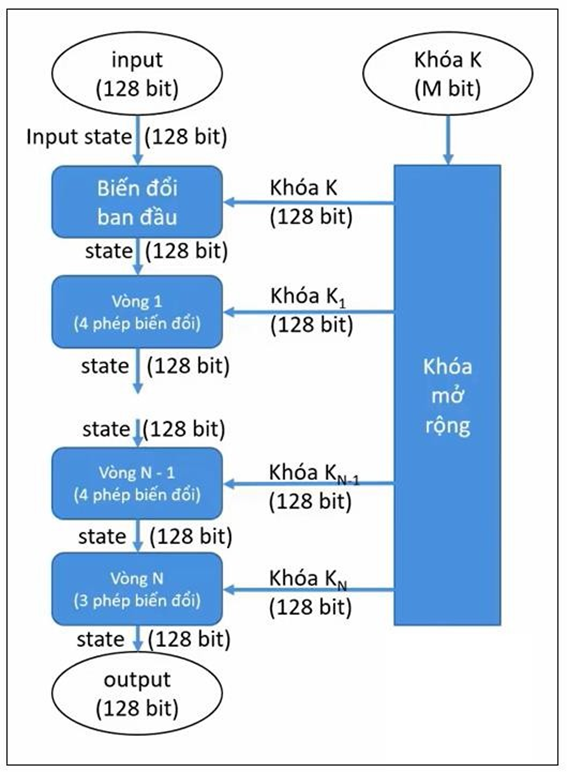 input
(128 bit)
Khóa K
(M bit)
Input state (128 bit)
Biến đổi
ban đầu
Khóa K
(128 bit)
state (128 bit)
Vòng 1
(4 phép biến đổi)
Khóa K1
(128 bit)
state (128 bit)
Khóa
mở
rộng
state (128 bit)
Vòng N - 1
(4 phép biến đổi)
Khóa KN-1
(128 bit)
state (128 bit)
Vòng N
(3 phép biến đổi)
Khóa KN
(128 bit)
state (128 bit)
output
(128 bit)